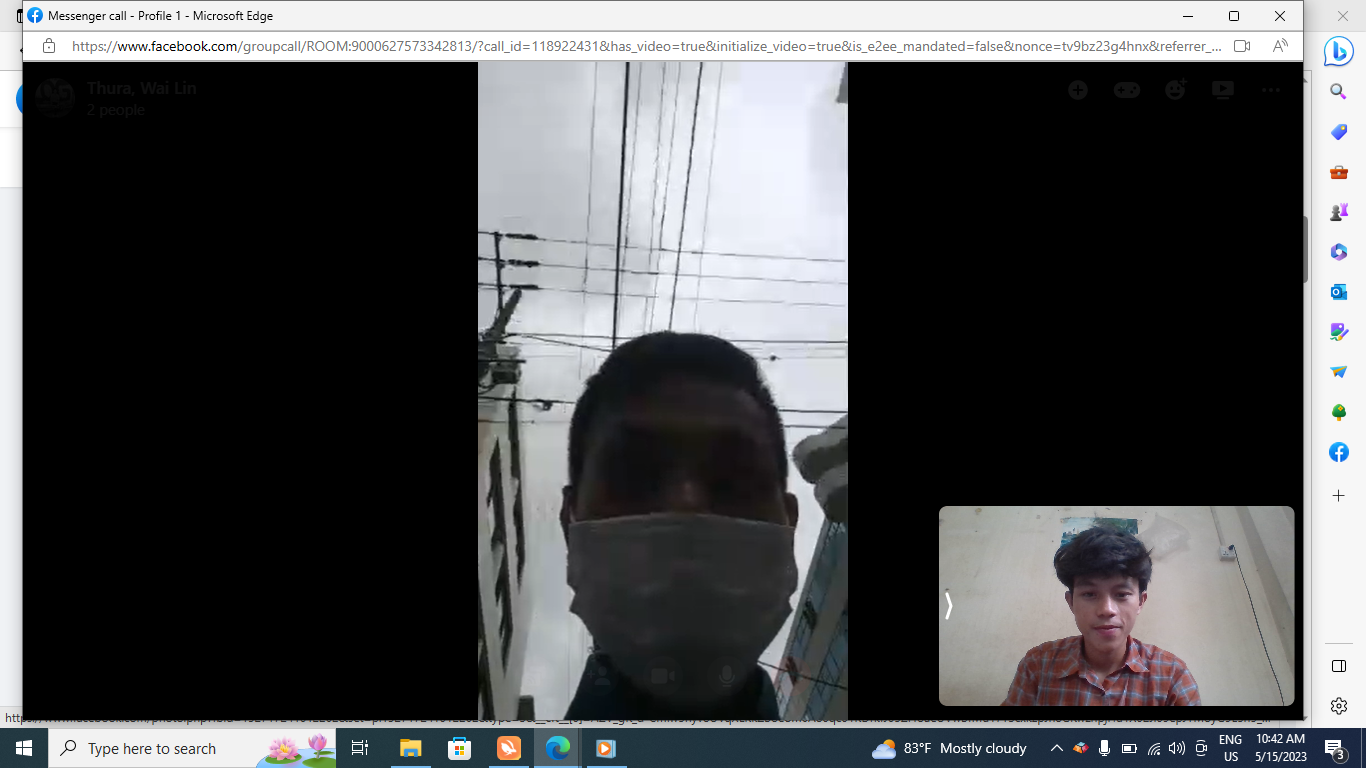 Messenger call - Profile 1 - Microsoft Edge
https://www.facebook.com/groupcall/ROOM:9000627573342813/?call_id=118922431&has_video=true&initialize_video=true&is_e2ee_mandated=false&nonce=tv9bz23g4hnx&referrer_...
Thura, Wai Lin
2 people
Type here to search
83°F Mostly cloudy
ENG
US
10:42 AM
5/15/2023
3